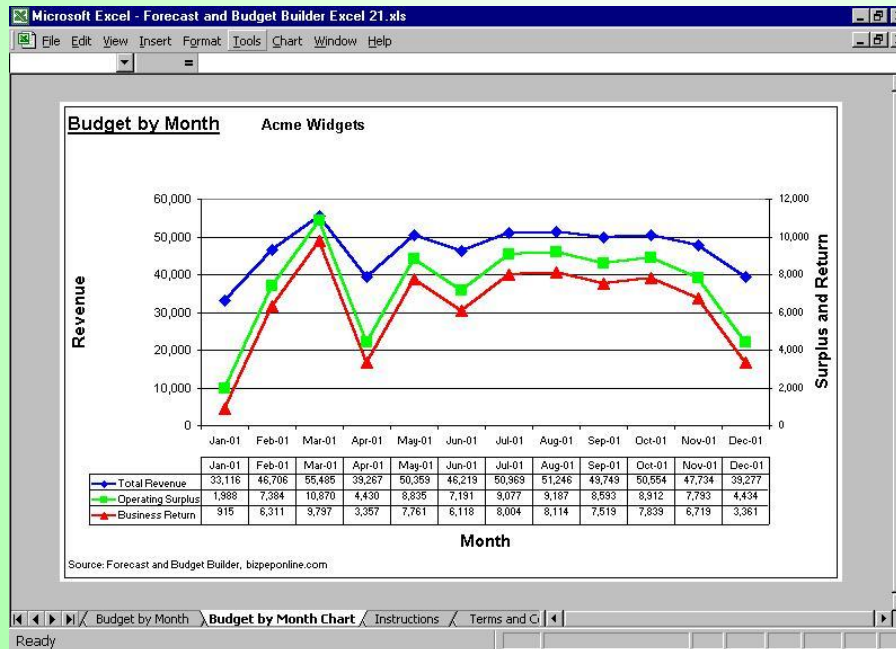 Microsoft Excel - Forecast and Budget Builder Excel 21.xls
File Edit View Insert Format Tools Chart Window Help
=
Budget by Month Acme Widgets
60,000 12,000
50,000 10,000
40,000 8,000
30,000 6,000
20,000 4,000
10,000 2,000
0 0
Revenue
Surplus and Return
Jan-01 Feb-01 Mar-01 Apr-01 May-01 Jun-01 Jul-01 Aug-01 Sep-01 Oct-01 Nov-01 Dec-01
Jan-01 Feb-01 Mar-01 Apr-01 May-01 Jun-01 Jul-01 Aug-01 Sep-01 Oct-01 Nov-01 Dec-01
Total Revenue 33,116 46,706 55,485 39,267 50,359 46,219 50,969 51,246 49,749 50,554 47,734 39,277
Operating Surplus 1,988 7,384 10,870 4,430 8,835 7,191 9,077 9,187 8,593 8,912 7,793 4,434
Business Return 915 6,311 9,797 3,357 7,761 6,118 8,004 8,114 7,519 7,839 6,719 3,361
Month
Source: Forecast and Budget Builder, bizpeponline.com
Budget by Month Budget by Month Chart Instructions Terms and C
Ready